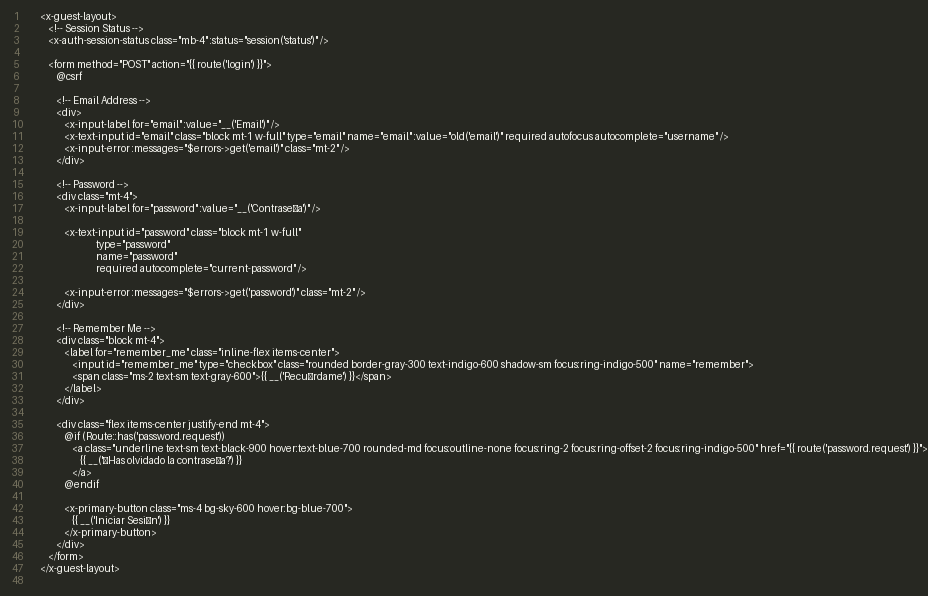 1 <x-guest-layout>
2 <!-- Session Status -->
3 <x-auth-session-status class="mb-4" :status="session('status')" />
4
5 <form method="POST" action="{{ route('login') }}">
6 @csrf
7
8 <!-- Email Address -->
9 <div>
10 <x-input-label for="email" :value="__('Email')" />
11 <x-text-input id="email" class="block mt-1 w-full" type="email" name="email" :value="old('email')" required autofocus autocomplete="username" />
12 <x-input-error :messages="$errors->get('email')" class="mt-2" />
13 </div>
14
15 <!-- Password -->
16 <div class="mt-4">
17 <x-input-label for="password" :value="__('Contrase▯a')" />
18
19 <x-text-input id="password" class="block mt-1 w-full"
20 type="password"
21 name="password"
22 required autocomplete="current-password" />
23
24 <x-input-error :messages="$errors->get('password')" class="mt-2" />
25 </div>
26
27 <!-- Remember Me -->
28 <div class="block mt-4">
29 <label for="remember_me" class="inline-flex items-center">
30 <input id="remember_me" type="checkbox" class="rounded border-gray-300 text-indigo-600 shadow-sm focus:ring-indigo-500" name="remember">
31 <span class="ms-2 text-sm text-gray-600">{{ __('Recu▯rdame') }}</span>
32 </label>
33 </div>
34
35 <div class="flex items-center justify-end mt-4">
36 @if (Route::has('password.request'))
37 <a class="underline text-sm text-black-900 hover:text-blue-700 rounded-md focus:outline-none focus:ring-2 focus:ring-offset-2 focus:ring-indigo-500" href="{{ route('password.request') }}">
38 {{ __('▯Has olvidado la contrase▯a?') }}
39 </a>
40 @endif
41
42 <x-primary-button class="ms-4 bg-sky-600 hover:bg-blue-700">
43 {{ __('Iniciar Sesi▯n') }}
44 </x-primary-button>
45 </div>
46 </form>
47 </x-guest-layout>
48